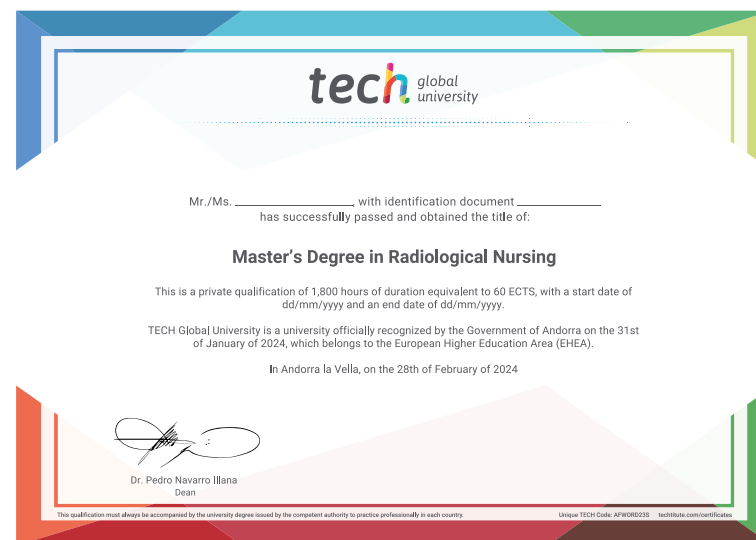 tech global university
Mr./Ms. __________________, with identification document _____________
has successfully passed and obtained the title of:
Master's Degree in Radiological Nursing
This is a private qualification of 1,800 hours of duration equivalent to 60 ECTS, with a start date of
dd/mm/yyyy and an end date of dd/mm/yyyy.
TECH Global University is a university officially recognized by the Government of Andorra on the 31st
of January of 2024, which belongs to the European Higher Education Area (EHEA).
In Andorra la Vella, on the 28th of February of 2024
Dr. Pedro Navarro Illana
Dean
This qualification must always be accompanied by the university degree issued by the competent authority to practice professionally in each country. Unique TECH Code: AFWORD23S techtitute.com/certificates